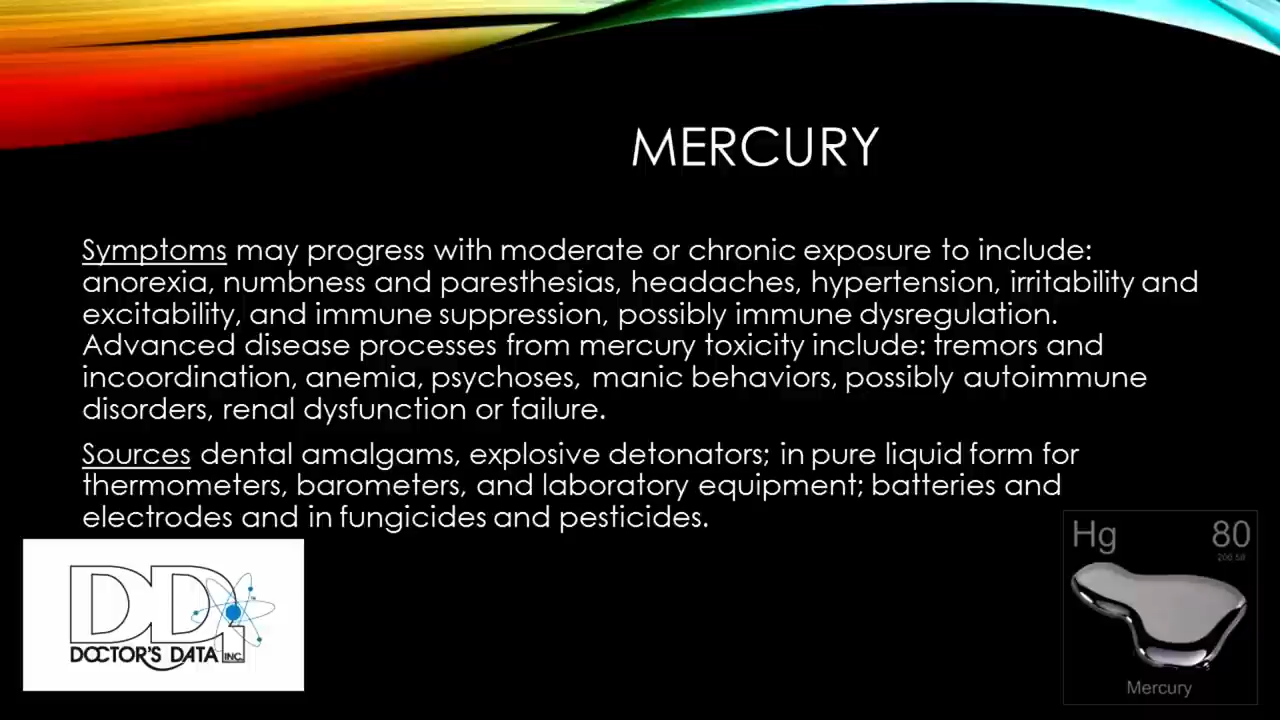 MERCURY
Symptoms may progress with moderate or chronic exposure to include:
anorexia, numbness and paresthesias, headaches, hypertension, irritability and
excitability, and immune suppression, possibly immune dysregulation.
Advanced disease processes from mercury toxicity include: tremors and
incoordination, anemia, psychoses, manic behaviors, possibly autoimmune
disorders, renal dysfunction or failure.
Sources dental amalgams, explosive detonators; in pure liquid form for
thermometers, barometers, and laboratory equipment; batteries and
electrodes and in fungicides and pesticides.
DDI
DOCTOR'S DATA INC.
Hg 80
200.59
Mercury